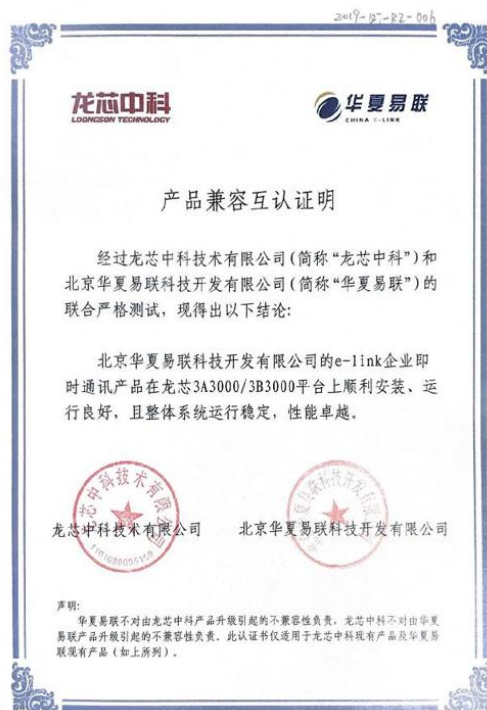 龙芯中科
LOONGSON TECHNOLOGY
华夏易联
CHINA E-LINK
产品兼容互认证明
经过龙芯中科技术有限公司(简称“龙芯中科”)和
北京华夏易联科技开发有限公司(简称“华夏易联”)的
联合严格测试，现得出以下结论:
北京华夏易联科技开发有限公司的e-link企业即
时通讯产品在龙芯3A3000/3B3000平台上顺利安装、运
行良好，且整体系统运行稳定，性能卓越。
龙芯中科技术有限公司
龙芯中科技术有限公司
北京华夏易联科技开发有限公司
声明:
华夏易联不对由龙芯中科产品升级引起的不兼容性负责，龙芯中科不对由华夏
易联产品升级引起的不兼容性负责。此认证书仅适用于龙芯中科现有产品及华夏易
联现有产品（如上所列）。